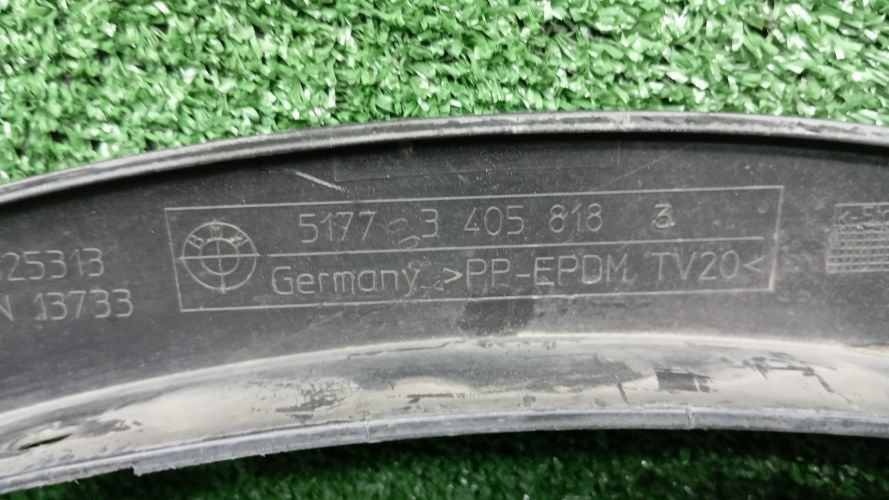 5177 3 405 818 3
Germany >PP-EPDM TV20<
25313
N 13733